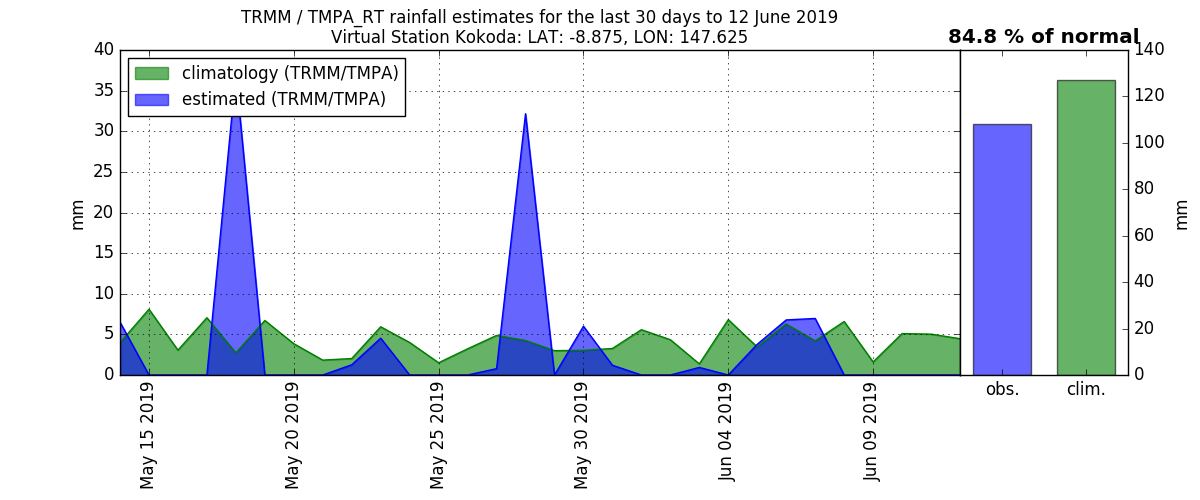 TRMM / TMPA_RT rainfall estimates for the last 30 days to 12 June 2019
Virtual Station Kokoda: LAT: -8.875, LON: 147.625
84.8 % of normal
climatology (TRMM/TMPA)
estimated (TRMM/TMPA)
40
35
30
25
20
15
10
5
0
mm
May 15 2019
May 20 2019
May 25 2019
May 30 2019
Jun 04 2019
Jun 09 2019
140
120
100
80
60
40
20
0
mm
obs.
clim.